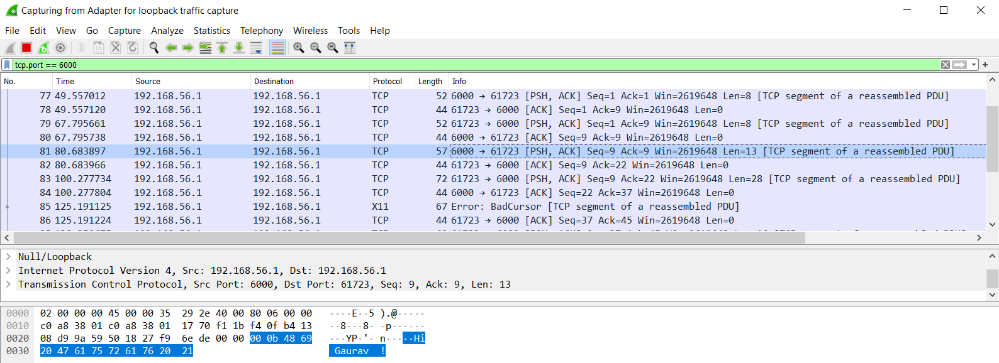 Capturing from Adapter for loopback traffic capture
File Edit View Go Capture Analyze Statistics Telephony Wireless Tools Help
tcp.port == 6000
No. Time Source Destination Protocol Length Info
77 49.557012 192.168.56.1 192.168.56.1 TCP 52 6000 → 61723 [PSH, ACK] Seq=1 Ack=1 Win=2619648 Len=8 [TCP segment of a reassembled PDU]
78 49.557120 192.168.56.1 192.168.56.1 TCP 44 61723 → 6000 [ACK] Seq=1 Ack=9 Win=2619648 Len=0
79 67.795661 192.168.56.1 192.168.56.1 TCP 52 61723 → 6000 [PSH, ACK] Seq=1 Ack=9 Win=2619648 Len=8 [TCP segment of a reassembled PDU]
80 67.795738 192.168.56.1 192.168.56.1 TCP 44 6000 → 61723 [ACK] Seq=9 Ack=9 Win=2619648 Len=0
81 80.683897 192.168.56.1 192.168.56.1 TCP 57 6000 → 61723 [PSH, ACK] Seq=9 Ack=9 Win=2619648 Len=13 [TCP segment of a reassembled PDU]
82 80.683966 192.168.56.1 192.168.56.1 TCP 44 61723 → 6000 [ACK] Seq=9 Ack=22 Win=2619648 Len=0
83 100.277734 192.168.56.1 192.168.56.1 TCP 72 61723 → 6000 [PSH, ACK] Seq=9 Ack=22 Win=2619648 Len=28 [TCP segment of a reassembled PDU]
84 100.277804 192.168.56.1 192.168.56.1 TCP 44 6000 → 61723 [ACK] Seq=22 Ack=37 Win=2619648 Len=0
85 125.191125 192.168.56.1 192.168.56.1 X11 67 Error: BadCursor [TCP segment of a reassembled PDU]
86 125.191224 192.168.56.1 192.168.56.1 TCP 44 61723 → 6000 [ACK] Seq=37 Ack=45 Win=2619648 Len=0
Null/Loopback
Internet Protocol Version 4, Src: 192.168.56.1, Dst: 192.168.56.1
Transmission Control Protocol, Src Port: 6000, Dst Port: 61723, Seq: 9, Ack: 9, Len: 13
0000 02 00 00 00 45 00 00 35 29 2e 40 00 80 06 00 00 ····E··5 ).@·····
0010 c0 a8 38 01 c0 a8 38 01 17 70 f1 1b f4 0f b4 13 ··8···8· ·p······
0020 08 d9 9a 59 50 18 27 f9 6e de 00 00 00 0b 48 69 ···YP·'· n·····Hi
0030 20 47 61 75 72 61 76 20 21 Gaurav !